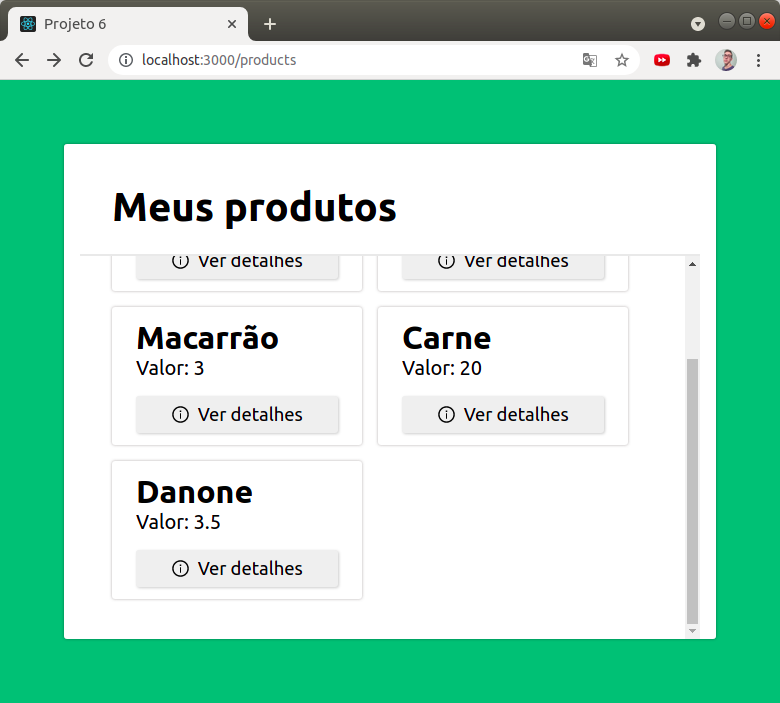 Projeto 6
localhost:3000/products
Meus produtos
Ver detalhes
Ver detalhes
Macarrão
Valor: 3
Ver detalhes
Carne
Valor: 20
Ver detalhes
Danone
Valor: 3.5
Ver detalhes